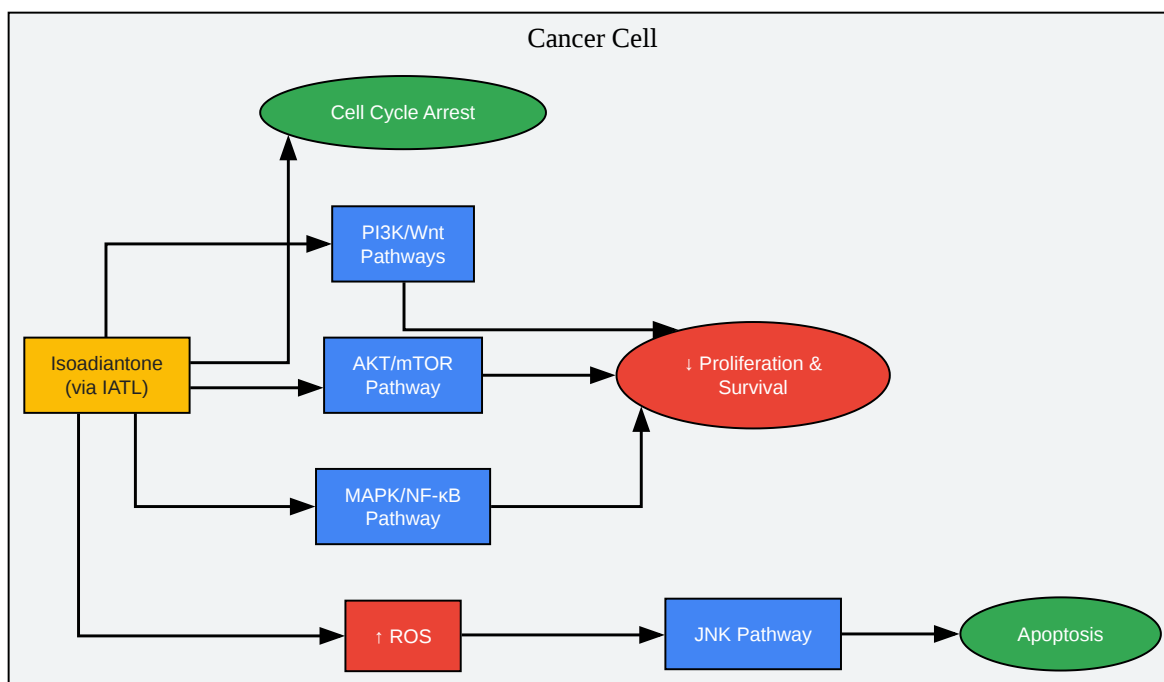 Cancer Cell
Cell Cycle Arrest
PI3K/Wnt
Pathways
Isoadiantone
(via IATL)
AKT/mTOR
Pathway
↓ Proliferation &
Survival
MAPK/NF-κB
Pathway
↑ ROS
JNK Pathway
Apoptosis